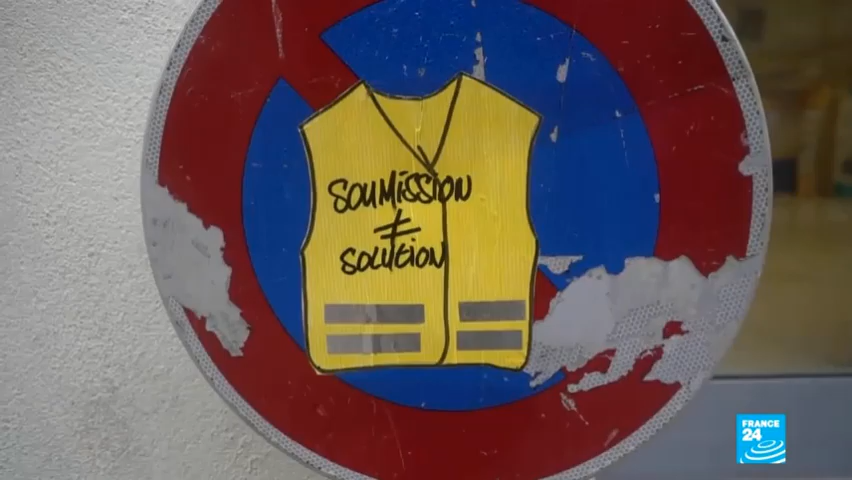 SOUMISSION
≠
SOLUTION
FRANCE
24